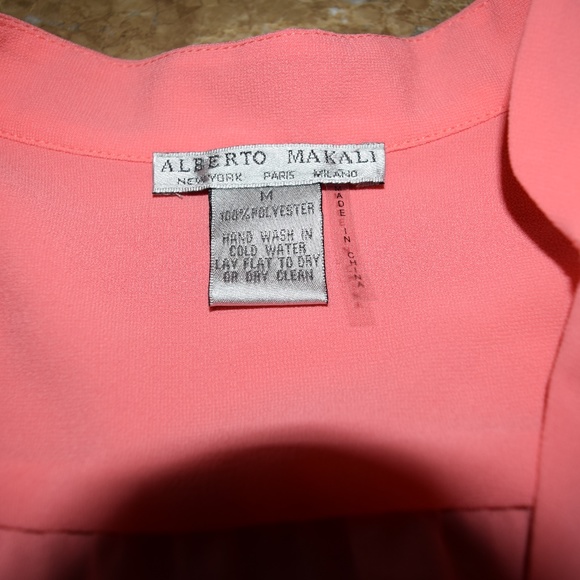 ALBERTO MAKALI
NEW YORK PARIS MILANO
M
100% POLYESTER
HAND WASH IN
COLD WATER
LAY FLAT TO DRY
OR DRY CLEAN
MADE IN CHINA